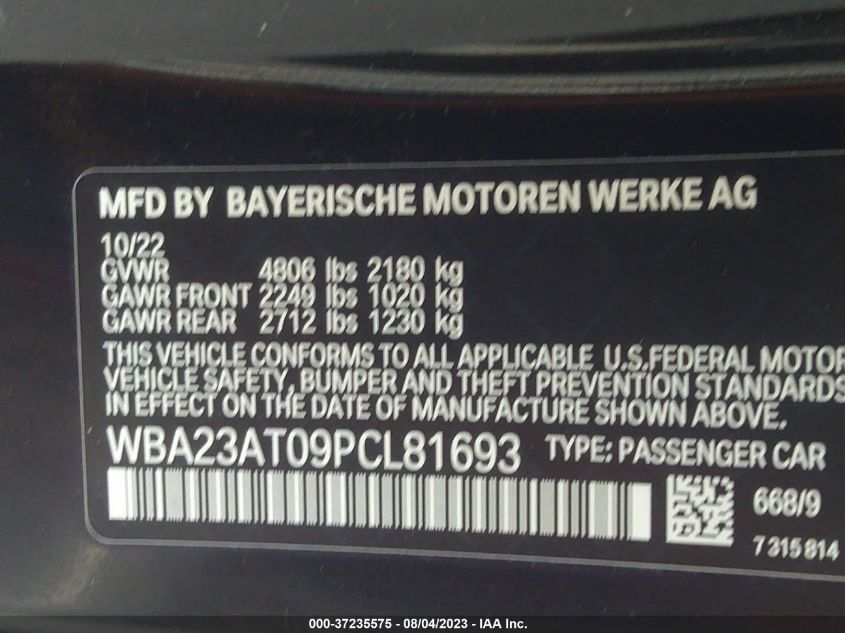 MFD BY BAYERISCHE MOTOREN WERKE AG
10/22
GVWR 4806 lbs 2180 kg
GAWR FRONT 2249 lbs 1020 kg
GAWR REAR 2712 lbs 1230 kg
THIS VEHICLE CONFORMS TO ALL APPLICABLE U.S.FEDERAL MOTOR
VEHICLE SAFETY, BUMPER AND THEFT PREVENTION STANDARDS
IN EFFECT ON THE DATE OF MANUFACTURE SHOWN ABOVE.
WBA23AT09PCL81693 TYPE: PASSENGER CAR
668/9
7 315 814
000-37235575 - 08/04/2023 - IAA Inc.